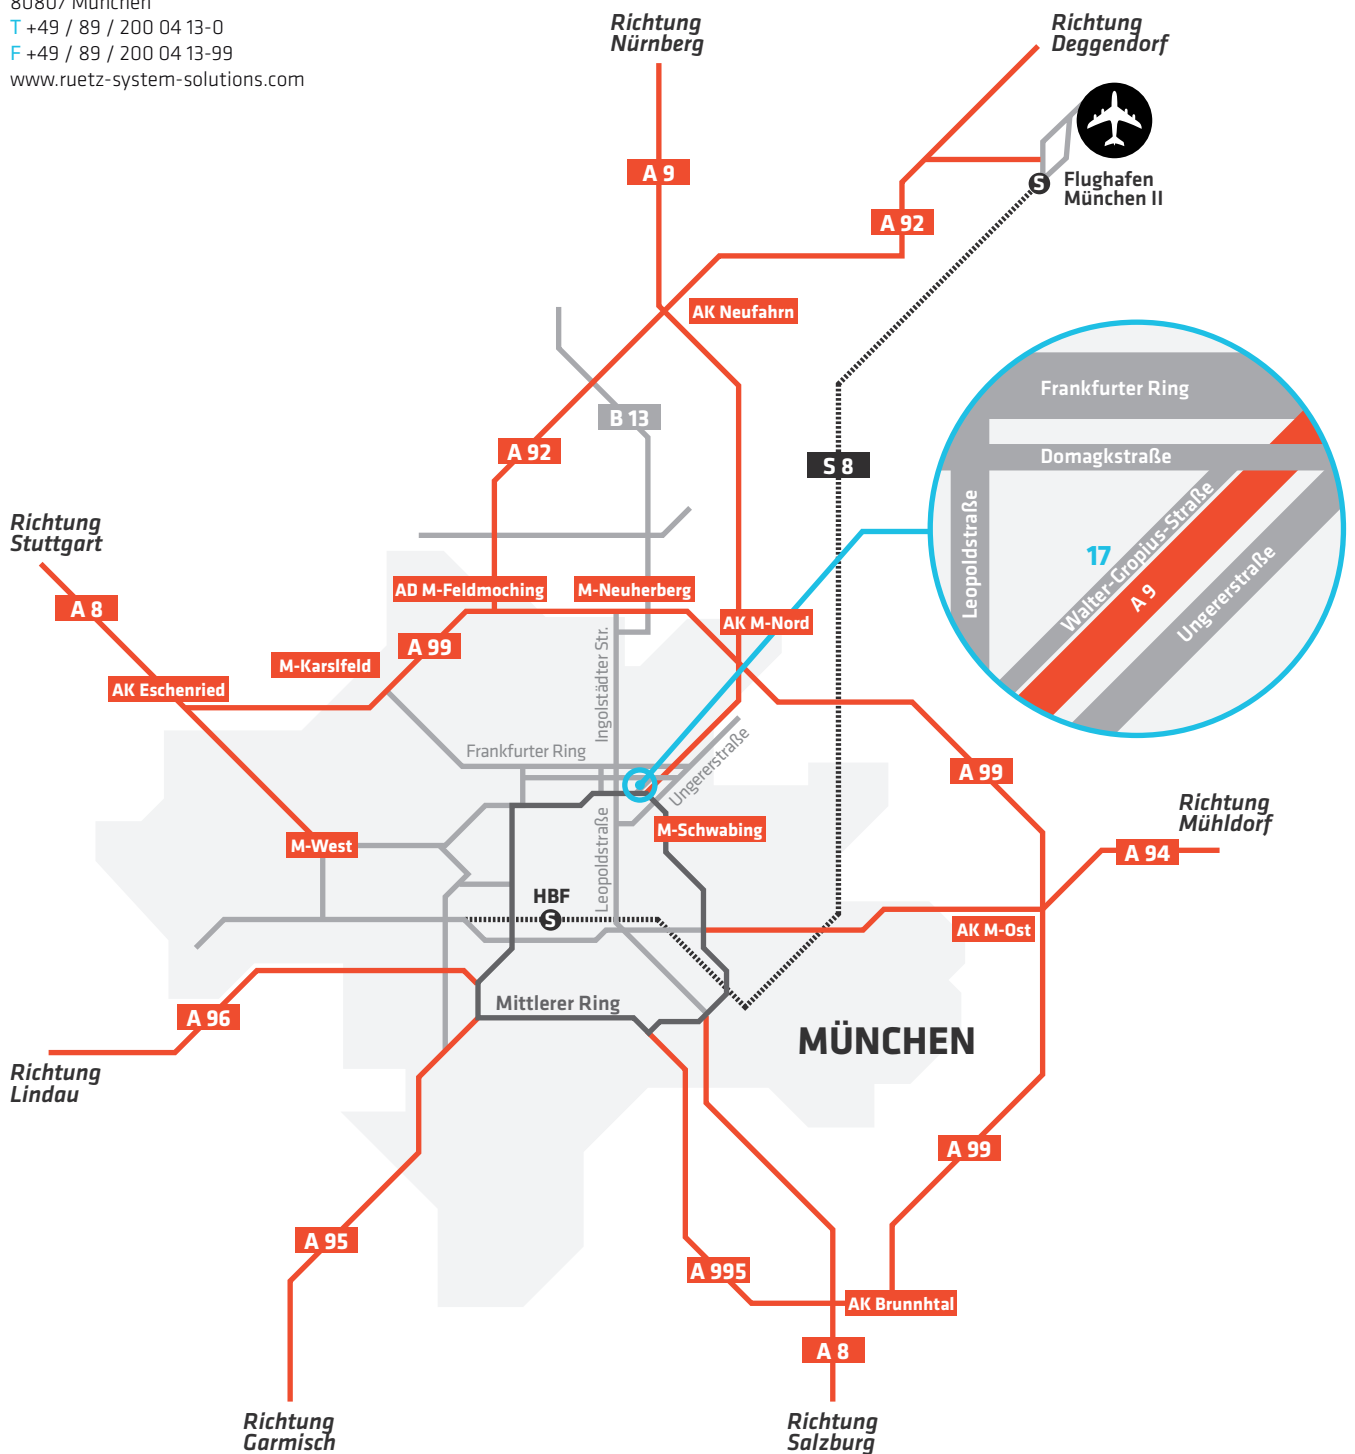 80807 München
T +49 / 89 / 200 04 13-0
F +49 / 89 / 200 04 13-99
www.ruetz-system-solutions.com
Richtung
Nürnberg
Richtung
Deggendorf
A 9
S
Flughafen
München II
A 92
AK Neufahrn
B 13
A 92
S 8
Frankfurter Ring
Domagkstraße
Leopoldstraße
17
Walter-Gropius-Straße
A 9
Ungererstraße
Richtung
Stuttgart
A 8
AD M-Feldmoching
M-Neuherberg
AK M-Nord
A 99
M-Karslfeld
AK Eschenried
Ingolstädter Str.
Frankfurter Ring
Ungererstraße
A 99
Richtung
Mühldorf
M-West
M-Schwabing
A 94
Leopoldstraße
HBF
S
AK M-Ost
Mittlerer Ring
A 96
MÜNCHEN
Richtung
Lindau
A 99
A 95
A 995
AK Brunnhtal
A 8
Richtung
Garmisch
Richtung
Salzburg